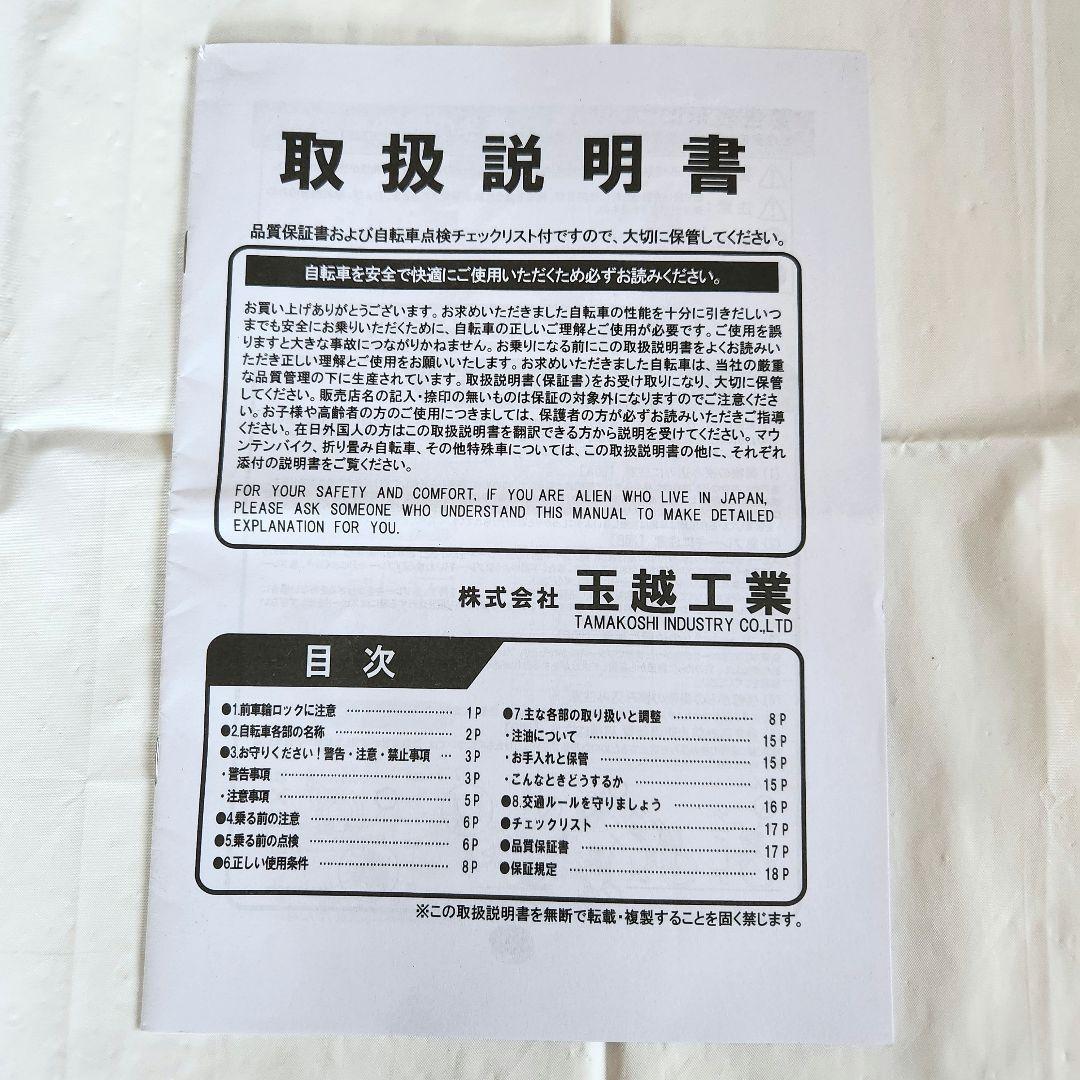 取扱説明書
品質保証書および自転車点検チェックリスト付ですので、大切に保管してください。
自転車を安全で快適にご使用いただくため必ずお読みください。
お買い上げありがとうございます。お求めいただきました自転車の性能を十分に引きだしいつ
までも安全にお乗りいただくために、自転車の正しいご理解とご使用が必要です。ご使用を誤
りますと大きな事故につながりかねません。お乗りになる前にこの取扱説明書をよくお読みい
ただき正しい理解とご使用をお願いいたします。お求めいただきました自転車は、当社の厳重
な品質管理の下に生産されています。取扱説明書(保証書)をお受け取りになり、大切に保管
してください。販売店名の記入・捺印の無いものは保証の対象外になりますのでご注意くださ
い。お子様や高齢者の方のご使用につきましては、保護者の方が必ずお読みいただきご指導
ください。在日外国人の方はこの取扱説明書を翻訳できる方から説明を受けてください。マウ
ンテンバイク、折り畳み自転車、その他特殊車については、この取扱説明書の他に、それぞれ
添付の説明書をご覧ください。
FOR YOUR SAFETY AND COMFORT, IF YOU ARE ALIEN WHO LIVE IN JAPAN,
PLEASE ASK SOMEONE WHO UNDERSTAND THIS MANUAL TO MAKE DETAILED
EXPLANATION FOR YOU.
株式会社 玉越工業
TAMAKOSHI INDUSTRY CO.,LTD
目次
●1.前車輪ロックに注意 ………………… 1P
●2.自転車各部の名称 ………………… 2P
●3.お守りください！警告・注意・禁止事項 … 3P
・警告事項 ………………… 3P
・注意事項 ………………… 5P
●4.乗る前の注意 ………………… 6P
●5.乗る前の点検 ………………… 6P
●6.正しい使用条件 ………………… 8P
●7.主な各部の取り扱いと調整 ………………… 8P
・注油について ………………… 15P
・お手入れと保管 ………………… 15P
・こんなときどうするか ………………… 15P
●8.交通ルールを守りましょう ………………… 16P
●チェックリスト ………………… 17P
●品質保証書 ………………… 17P
●保証規定 ………………… 18P
※この取扱説明書を無断で転載・複製することを固く禁じます。